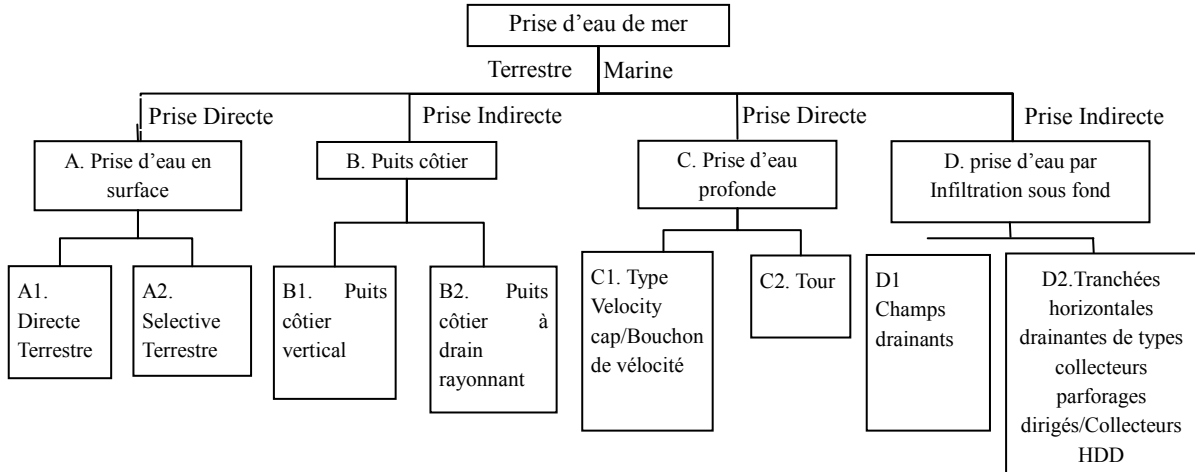 Prise d'eau de mer
Terrestre Marine
Prise Directe
Prise Indirecte
Prise Directe
Prise Indirecte
A. Prise d'eau en
surface
B. Puits côtier
C. Prise d'eau
profonde
D. prise d'eau par
Infiltration sous fond
A1.
Directe
Terrestre
A2.
Selective
Terrestre
B1. Puits
côtier
vertical
B2. Puits
côtier à
drain
rayonnant
C1. Type
Velocity
cap/Bouchon
de vélocité
C2. Tour
D1
Champs
drainants
D2.Tranchées
horizontales
drainantes de types
collecteurs
parforages
dirigés/Collecteurs
HDD